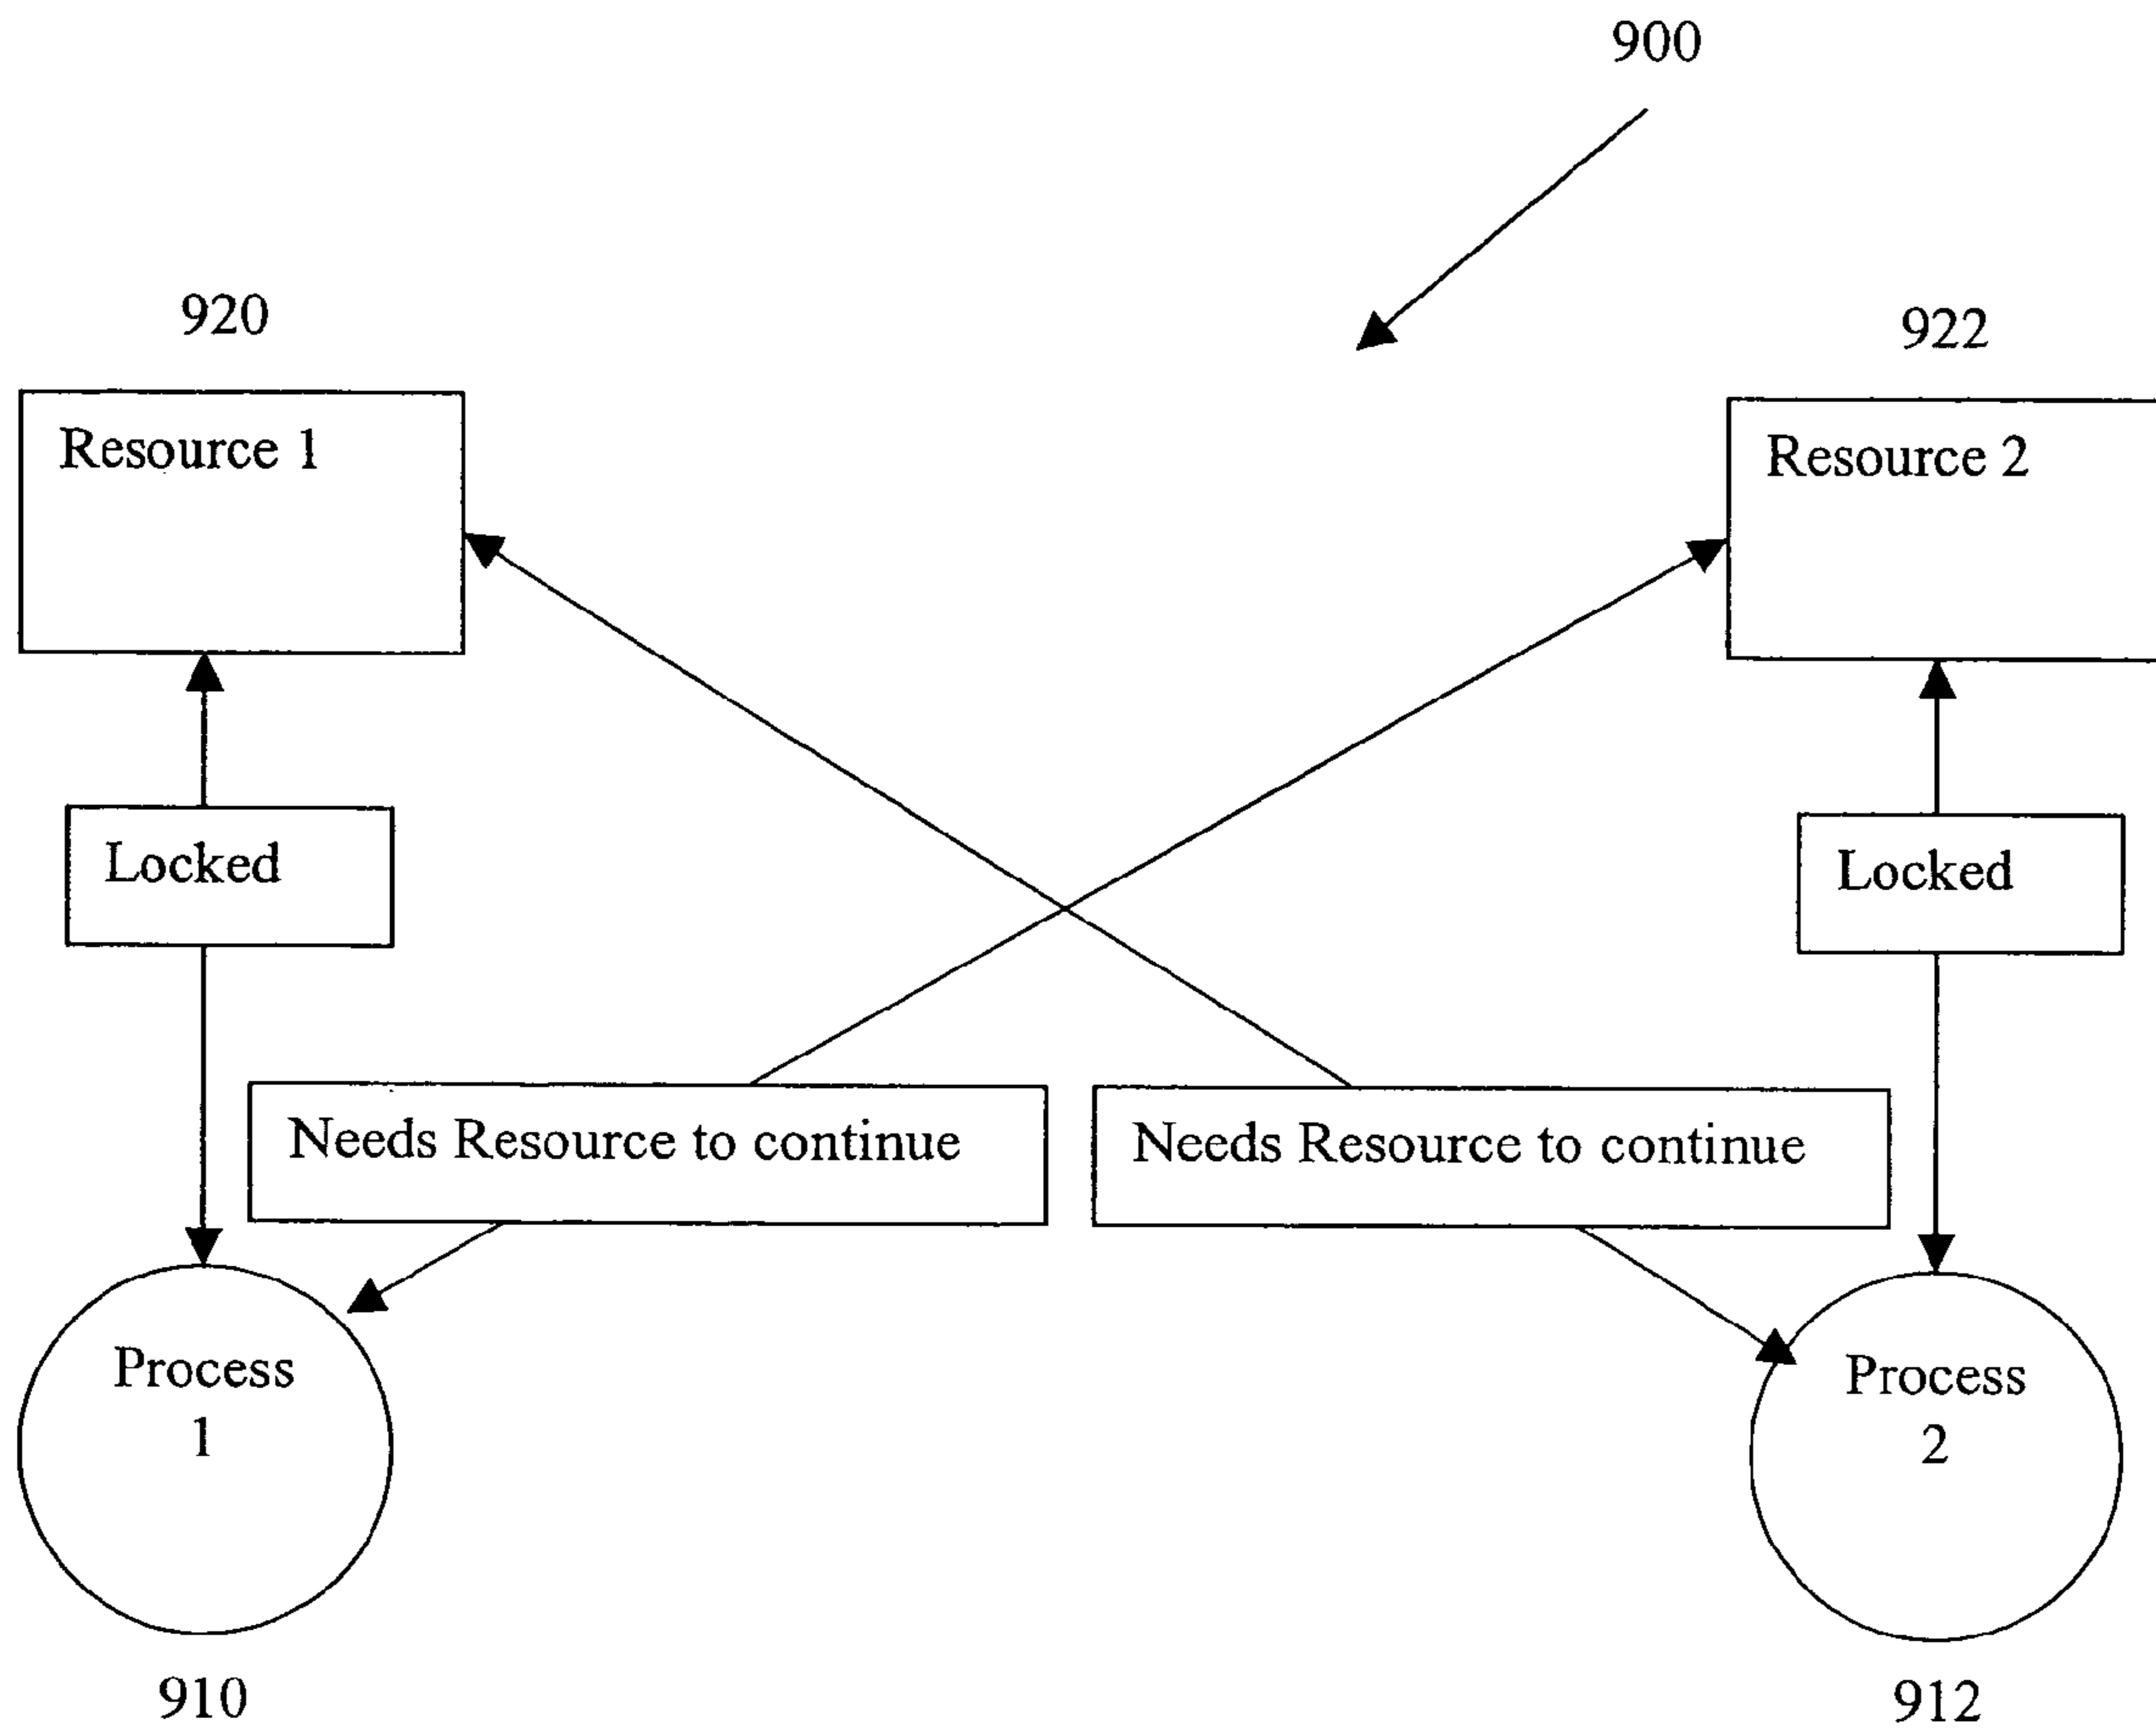 900
920
922
Resource 1
Resource 2
Locked
Locked
Needs Resource to continue
Needs Resource to continue
Process
1
Process
2
910
912